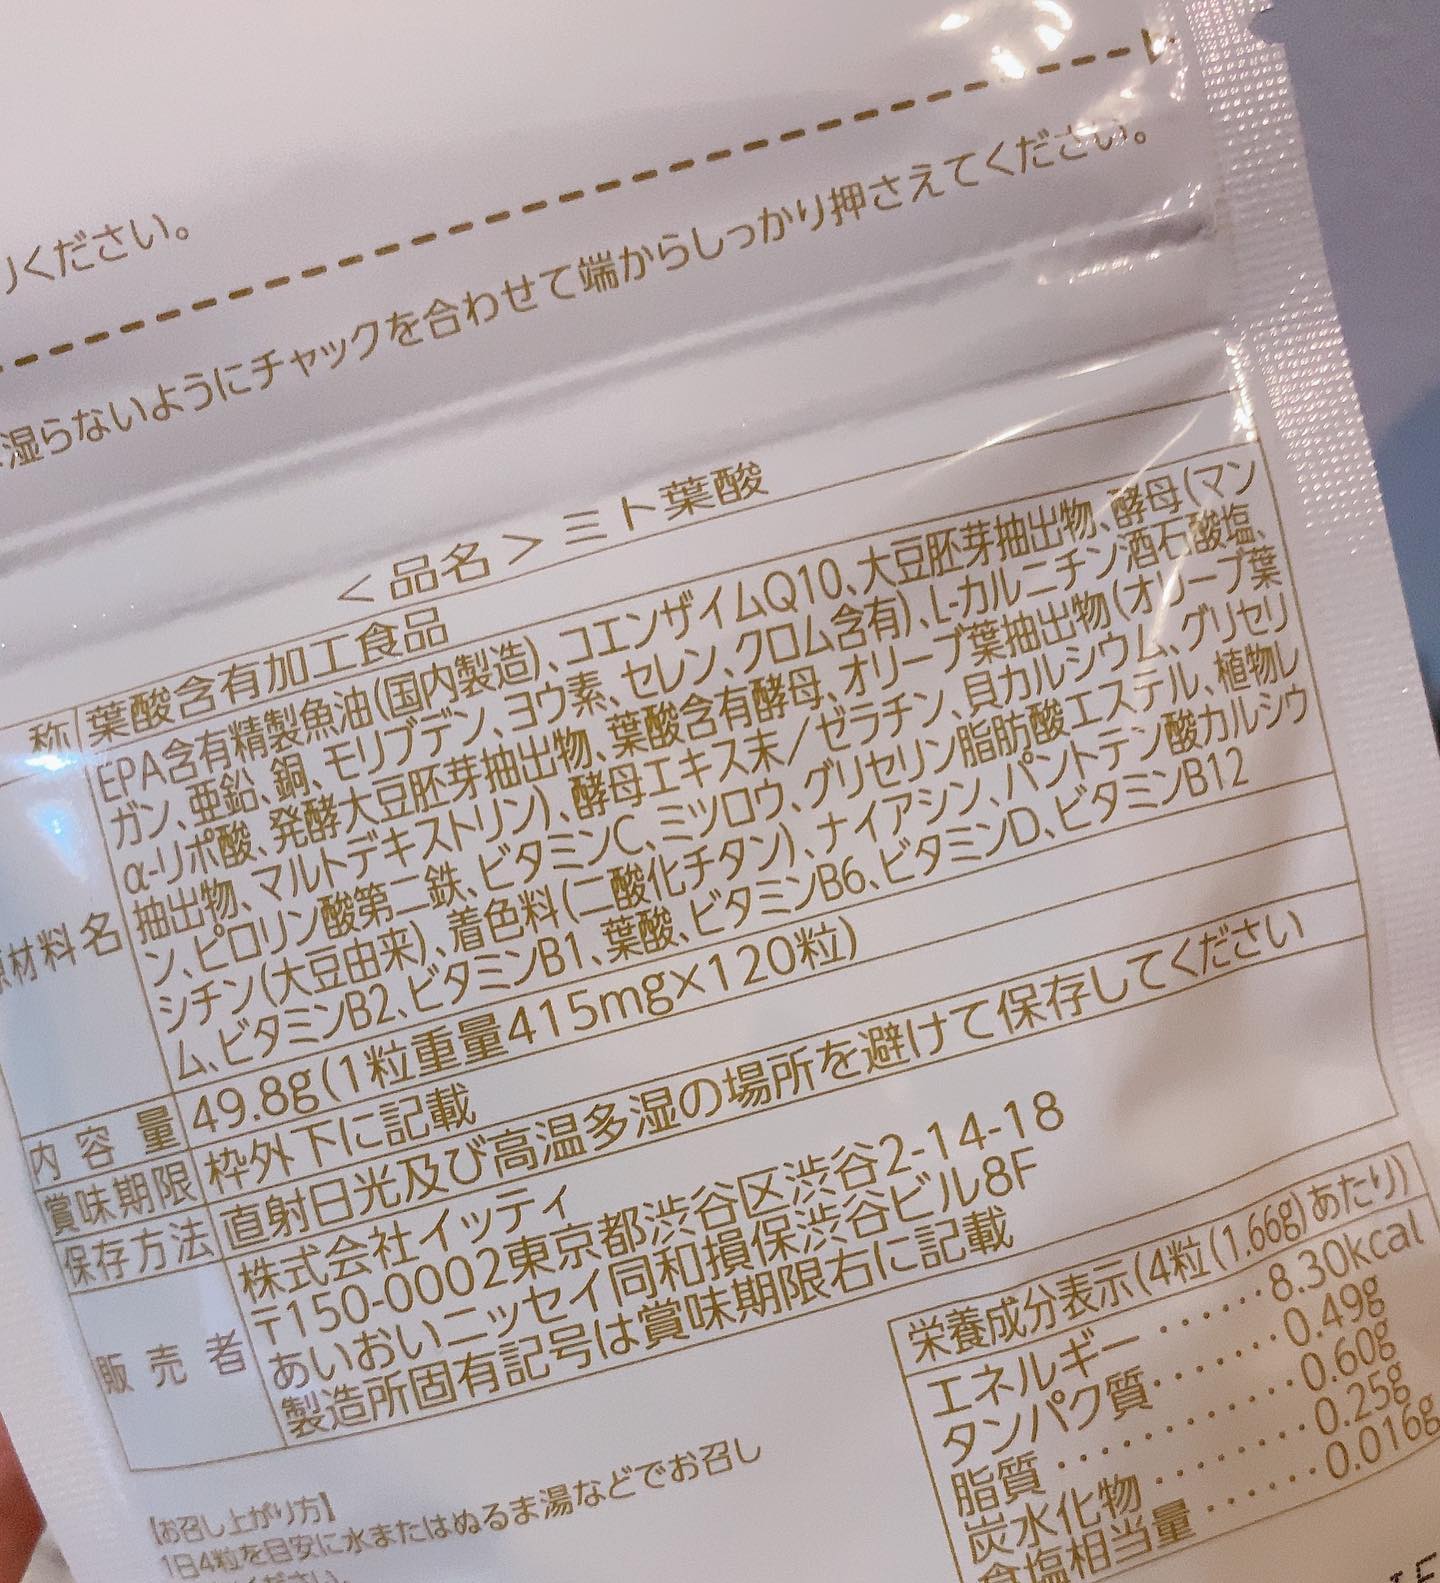 りください。
湿らないようにチャックを合わせて端からしっかり押さえてください。
＜品名＞ミト葉酸
称 葉酸含有加工食品
原材料名 EPA含有精製魚油(国内製造)、コエンザイムQ10、大豆胚芽抽出物、酵母(マン
ガン、亜鉛、銅、モリブデン、ヨウ素、セレン、クロム含有)、L-カルニチン酒石酸塩、
α-リポ酸、発酵大豆胚芽抽出物、葉酸含有酵母、オリーブ葉抽出物(オリーブ葉
抽出物、マルトデキストリン)、酵母エキス末／ゼラチン、貝カルシウム、グリセリ
ン、ピロリン酸第二鉄、ビタミンC、ミツロウ、グリセリン脂肪酸エステル、植物レ
シチン(大豆由来)、着色料(二酸化チタン)、ナイアシン、パントテン酸カルシウ
ム、ビタミンB2、ビタミンB1、葉酸、ビタミンB6、ビタミンD、ビタミンB12
内容量 49.8g(1粒重量415mg×120粒)
賞味期限 枠外下に記載
保存方法 直射日光及び高温多湿の場所を避けて保存してください
販売者 株式会社イッティ
〒150-0002東京都渋谷区渋谷2-14-18
あいおいニッセイ同和損保渋谷ビル8F
製造所固有記号は賞味期限右に記載
【お召し上がり方】
1日4粒を目安に水またはぬるま湯などでお召し
ください。
栄養成分表示(4粒(1.66g)あたり)
エネルギー……8.30kcal
タンパク質……0.49g
脂質……0.60g
炭水化物……0.25g
食塩相当量……0.016g